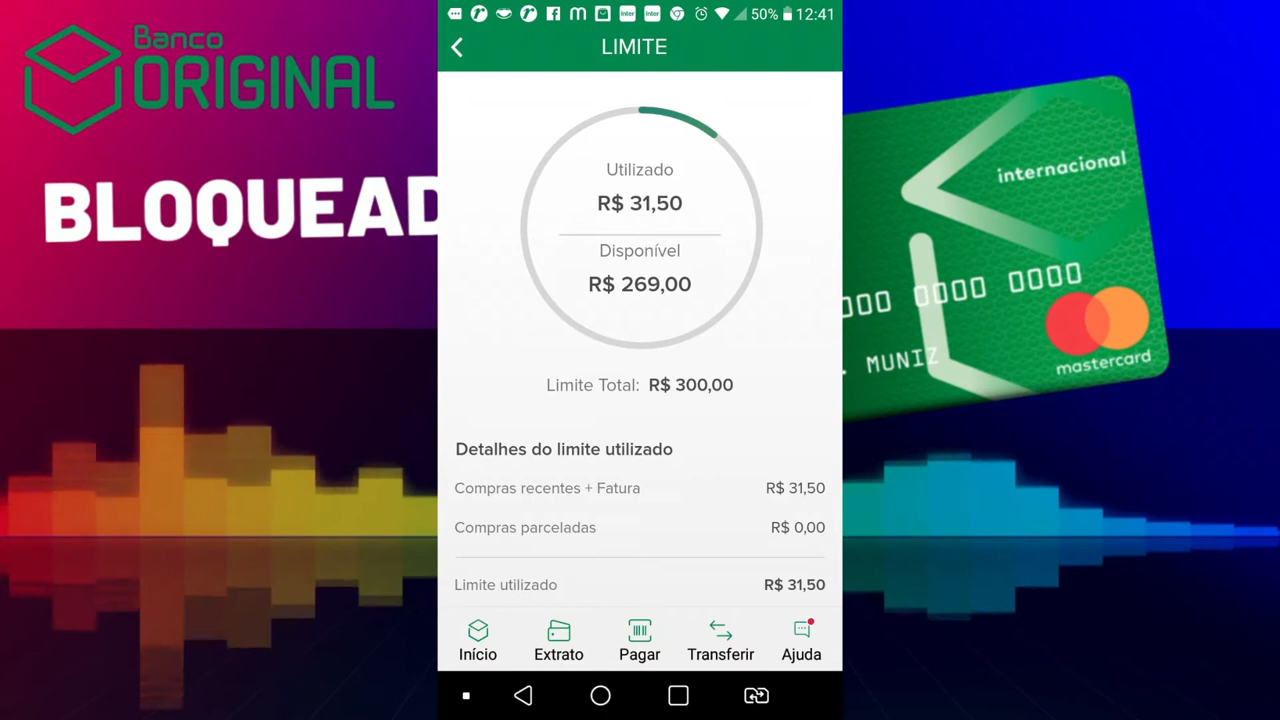 Banco
ORIGINAL
BLOQUEAD
50% 12:41
LIMITE
Utilizado
R$ 31,50
Disponível
R$ 269,00
Limite Total: R$ 300,00
Detalhes do limite utilizado
Compras recentes + Fatura R$ 31,50
Compras parceladas R$ 0,00
Limite utilizado R$ 31,50
Início Extrato Pagar Transferir Ajuda
internacional
000 0000 0000
. MUNIZ
mastercard